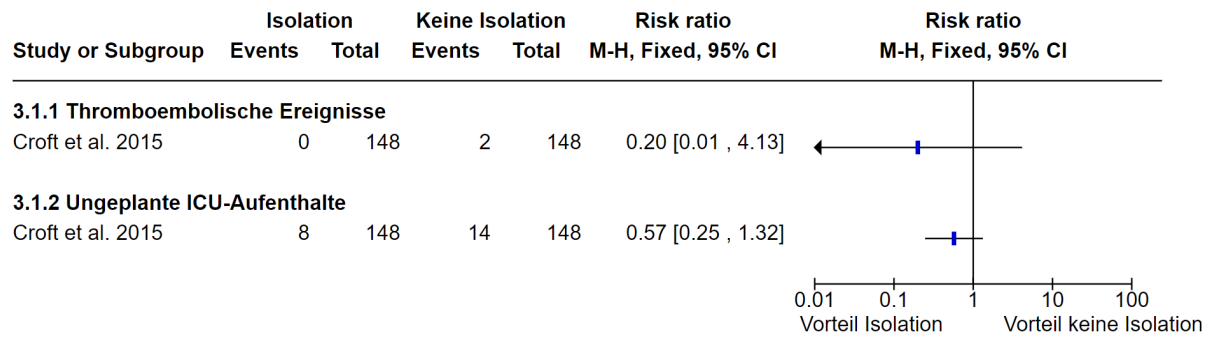 Isolation Keine Isolation Risk ratio Risk ratio
Study or Subgroup Events Total Events Total M-H, Fixed, 95% CI M-H, Fixed, 95% CI
3.1.1 Thromboembolische Ereignisse
Croft et al. 2015 0 148 2 148 0.20 [0.01 , 4.13]
3.1.2 Ungeplante ICU-Aufenthalte
Croft et al. 2015 8 148 14 148 0.57 [0.25 , 1.32]
0.01 0.1 1 10 100
Vorteil Isolation Vorteil keine Isolation